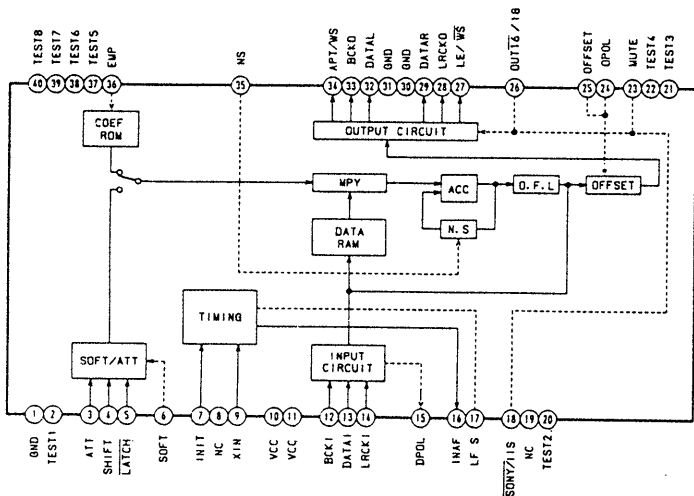 TEST8
TEST7
TEST6
TEST5
EMP
NS
APT/WS
BCKO
DATAL
GND
GND
DATAR
LRCKO
LE/WS
OUT16/18
OFFSET
OPOL
MUTE
TEST4
TEST3
40
39
38
37
36
35
34
33
32
31
30
29
28
27
26
25
24
23
22
21
COEF
ROM
OUTPUT CIRCUIT
MPY
ACC
O.F.L
OFFSET
N.S
DATA
RAM
TIMING
SOFT/ATT
INPUT
CIRCUIT
1
2
3
4
5
6
7
8
9
10
11
12
13
14
15
16
17
18
19
20
GND
TEST1
ATT
SHIFT
LATCH
SOFT
INIT
NC
XIN
VCC
VCC
BCKI
DATAI
LRCKI
DPOL
INAF
LFS
SONY/IIS
NC
TEST2